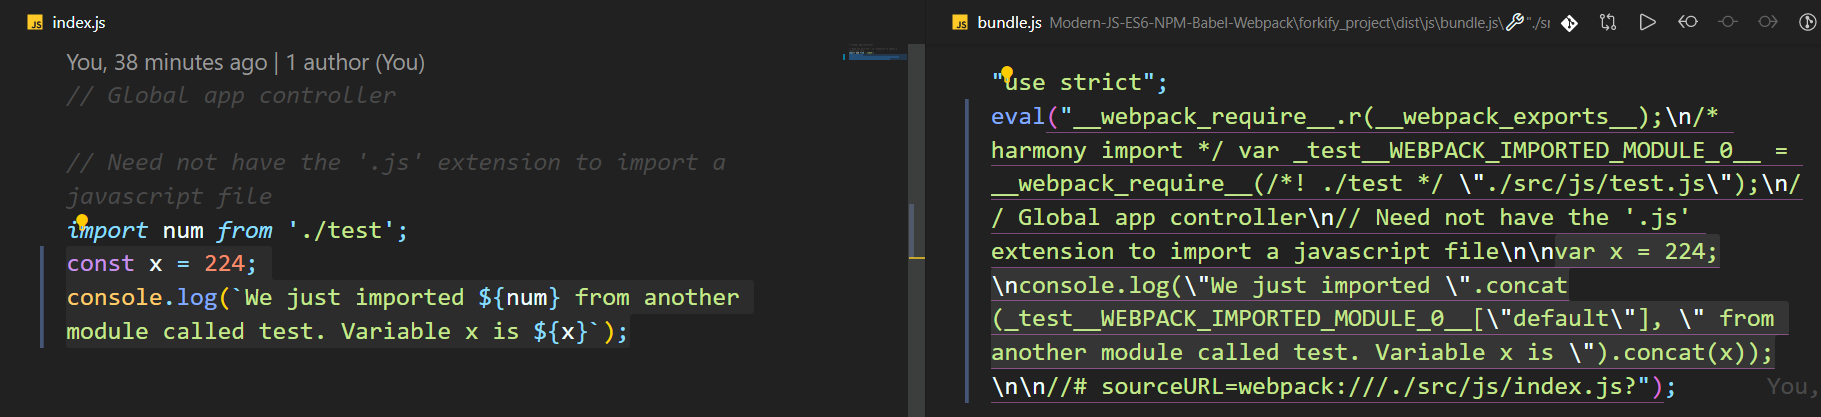 JS index.js
You, 38 minutes ago | 1 author (You)
// Global app controller
// Need not have the '.js' extension to import a
javascript file
import num from './test';
const x = 224;
console.log(`We just imported ${num} from another
module called test. Variable x is ${x}`);
JS bundle.js Modern-JS-ES6-NPM-Babel-Webpack\forkify_project\dist\js\bundle.js\ "./sr
"use strict";
eval("__webpack_require__.r(__webpack_exports__);\n/*
harmony import */ var _test__WEBPACK_IMPORTED_MODULE_0__ =
__webpack_require__(/*! ./test */ \"./src/js/test.js\");\n/
/ Global app controller\n// Need not have the '.js'
extension to import a javascript file\n\nvar x = 224;
\nconsole.log(\"We just imported \".concat
(_test__WEBPACK_IMPORTED_MODULE_0__[\"default\"], \" from
another module called test. Variable x is \").concat(x));
\n\n//# sourceURL=webpack:///./src/js/index.js?"); You,